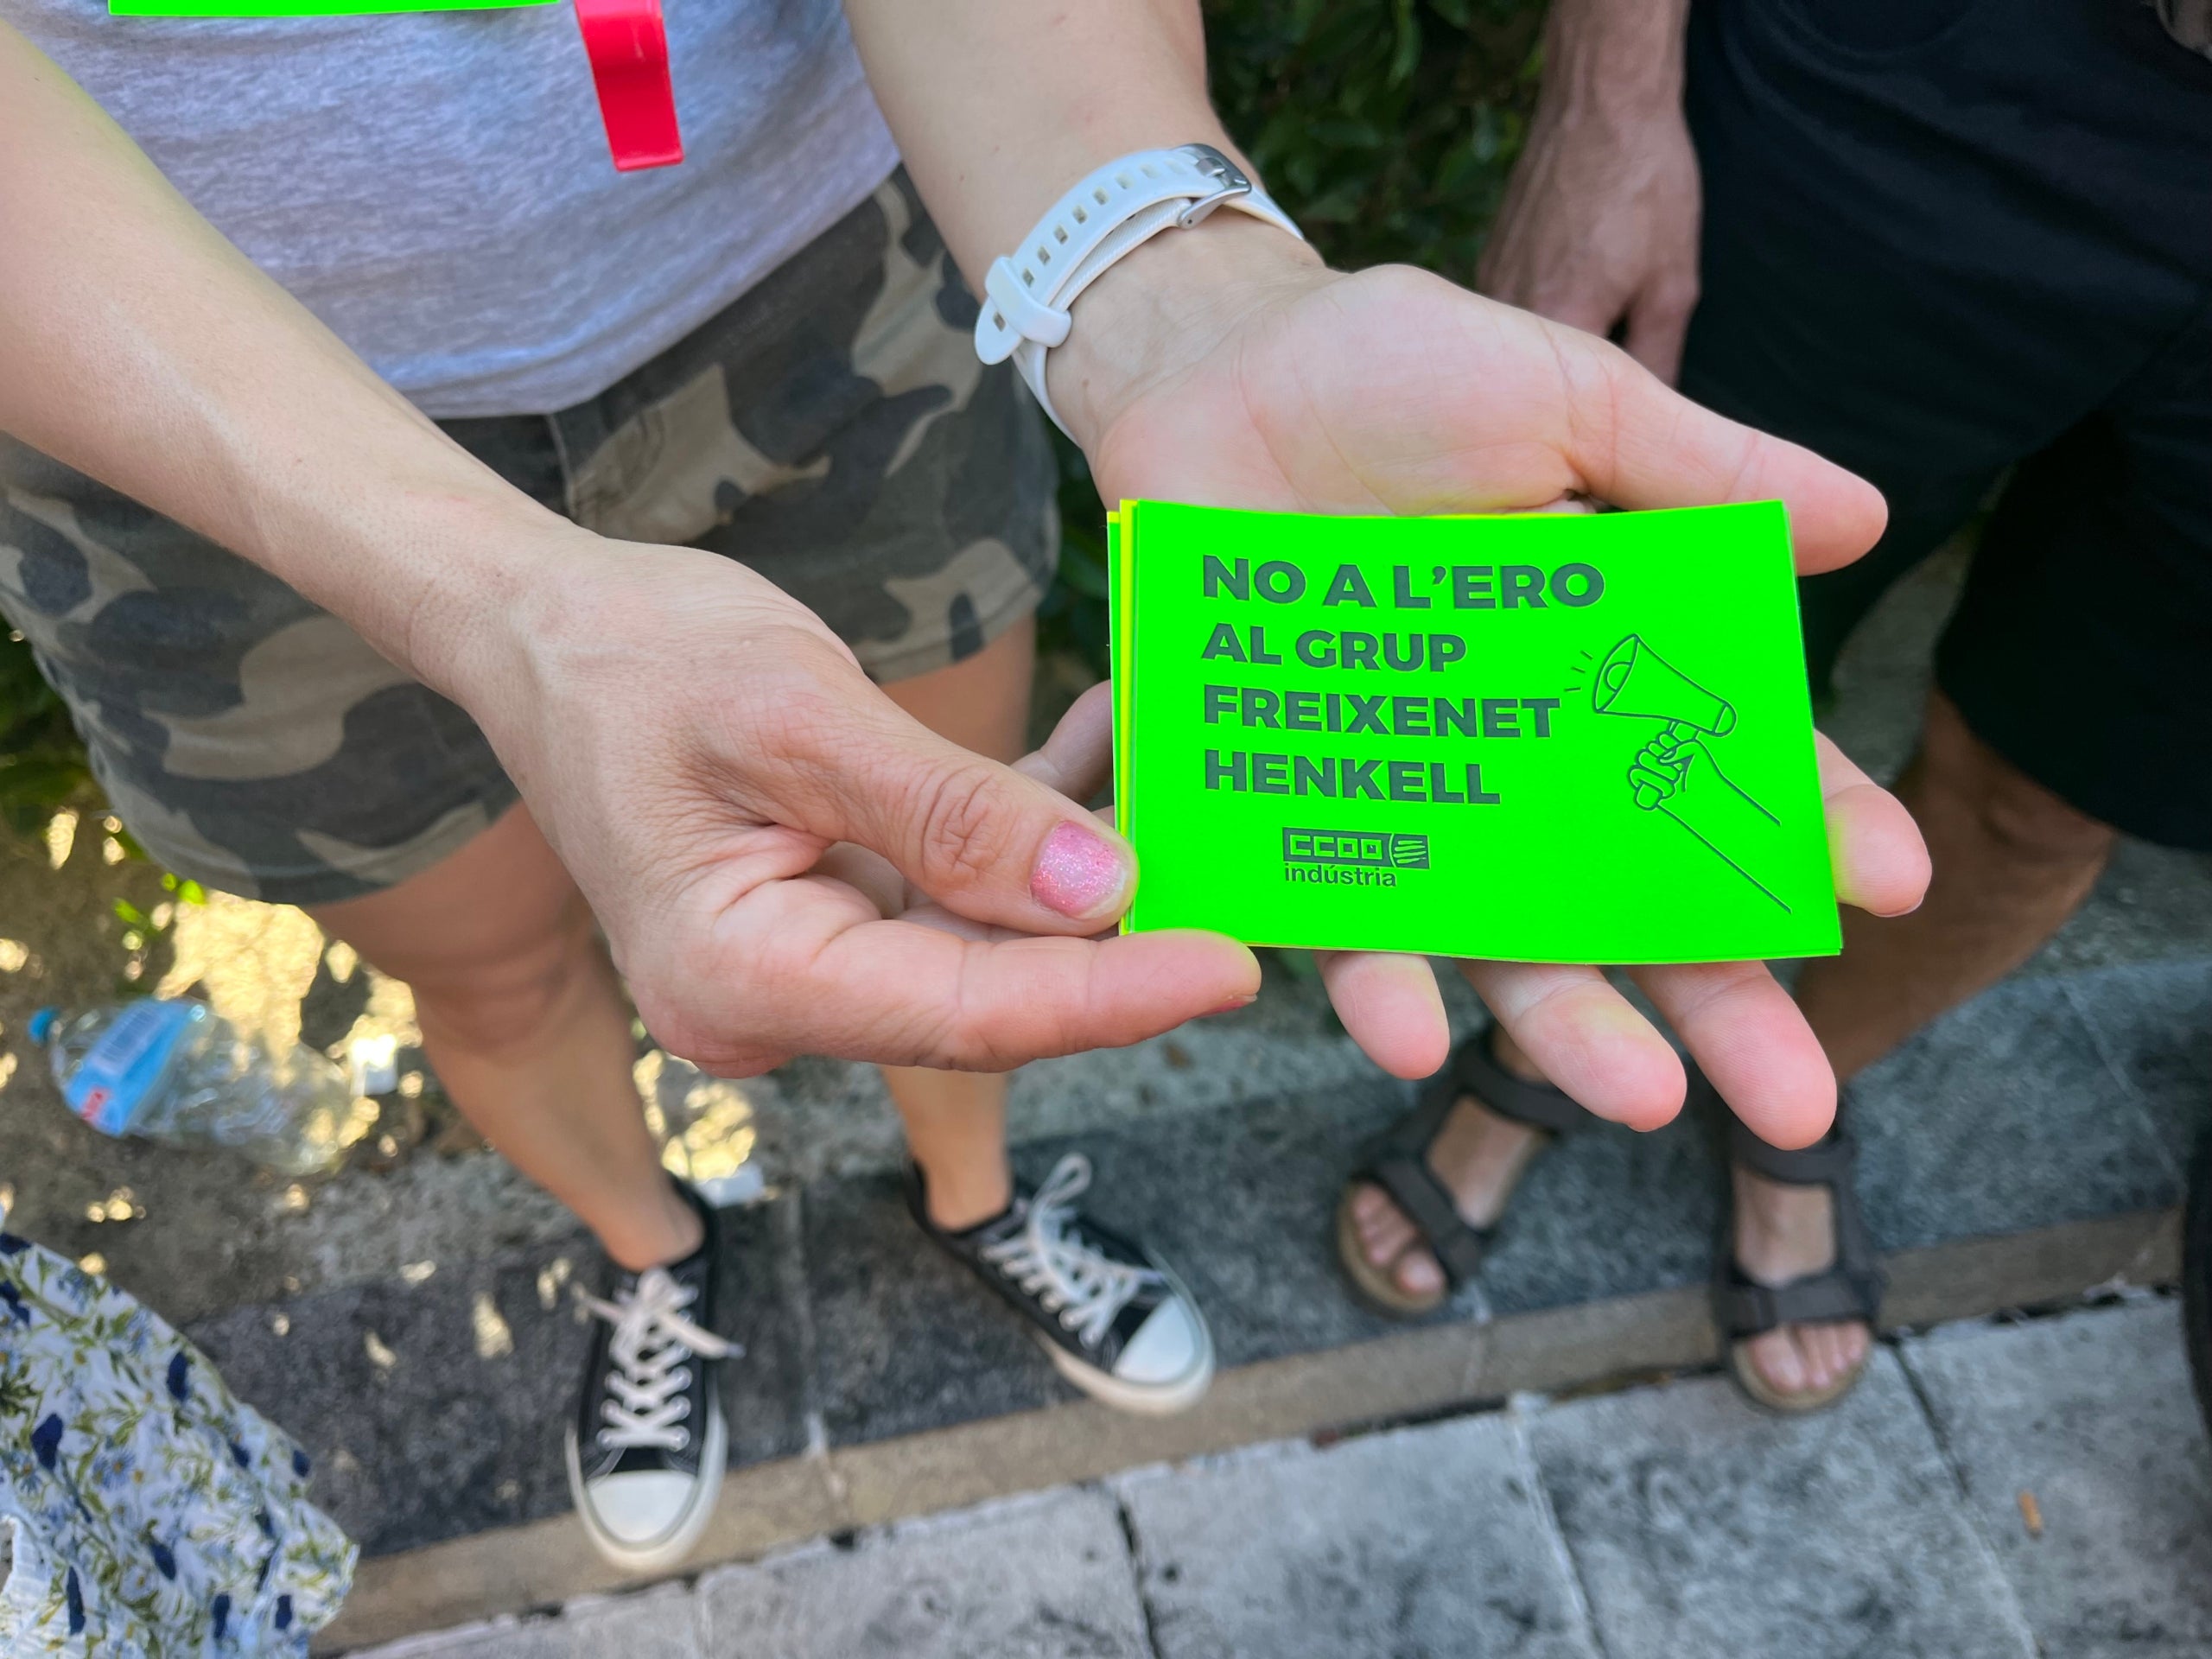 NO A L'ERO
AL GRUP
FREIXENET
HENKELL
CCOO
indústria